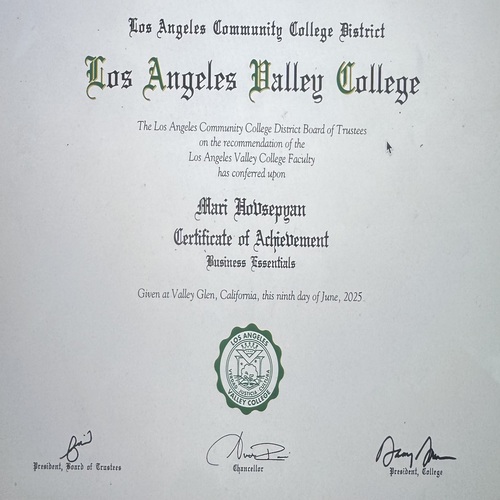 Los Angeles Community College District
Los Angeles Valley College
The Los Angeles Community College District Board of Trustees
on the recommendation of the
Los Angeles Valley College Faculty
has conferred upon
Mari Hovsepyan
Certificate of Achievement
Business Essentials
Given at Valley Glen, California, this ninth day of June, 2025.
LOS ANGELES
VALLEY COLLEGE
President, Board of Trustees
Chancellor
President, College